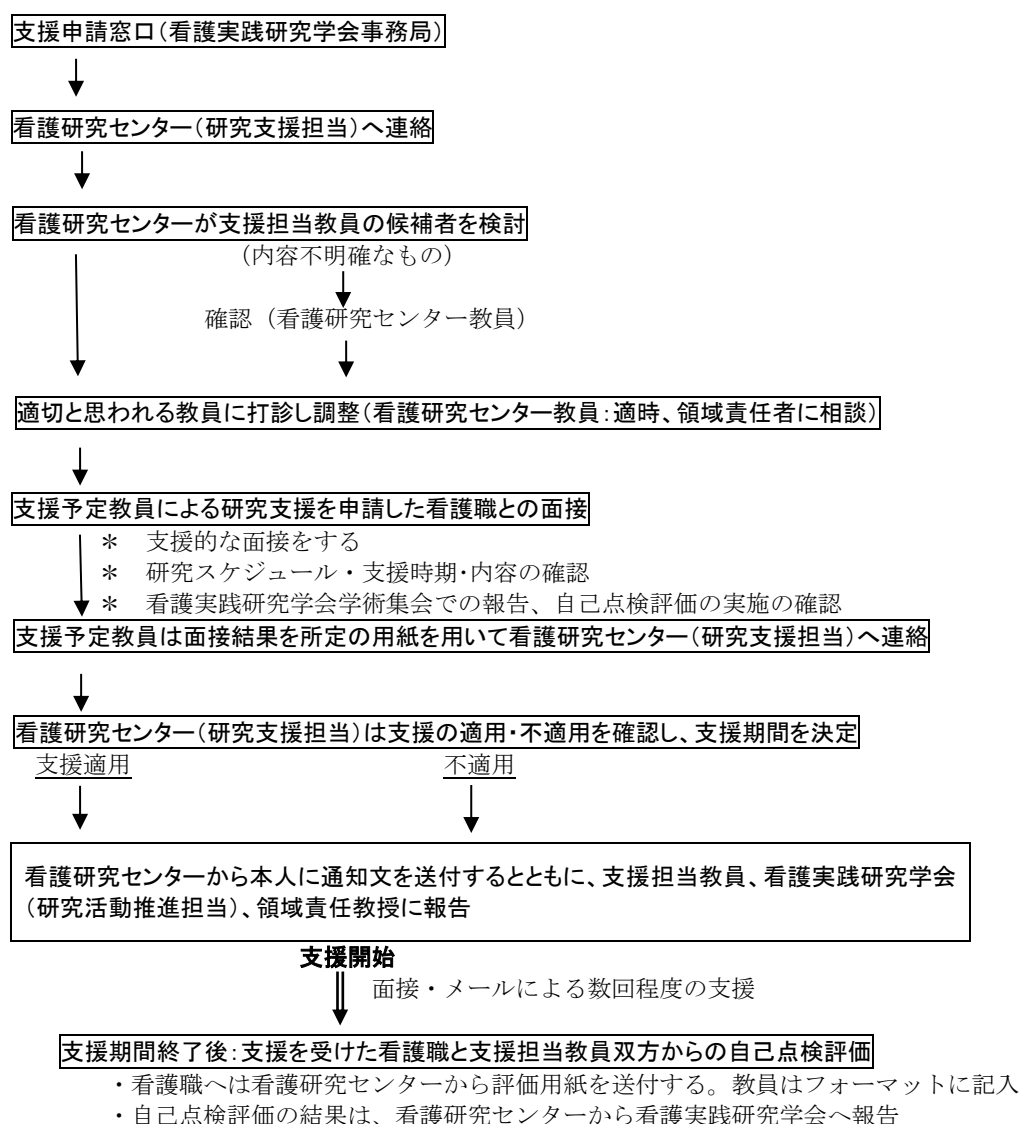 支援申請窓口（看護実践研究学会事務局）
看護研究センター（研究支援担当）へ連絡
看護研究センターが支援担当教員の候補者を検討
（内容不明確なもの）
確認（看護研究センター教員）
適切と思われる教員に打診し調整（看護研究センター教員：適時、領域責任者に相談）
支援予定教員による研究支援を申請した看護職との面接
＊　支援的な面接をする
＊　研究スケジュール・支援時期･内容の確認
＊　看護実践研究学会学術集会での報告、自己点検評価の実施の確認
支援予定教員は面接結果を所定の用紙を用いて看護研究センター（研究支援担当）へ連絡
看護研究センター（研究支援担当）は支援の適用・不適用を確認し、支援期間を決定
支援適用　不適用
看護研究センターから本人に通知文を送付するとともに、支援担当教員、看護実践研究学会
（研究活動推進担当）、領域責任教授に報告
支援開始
面接・メールによる数回程度の支援
支援期間終了後：支援を受けた看護職と支援担当教員双方からの自己点検評価
・看護職へは看護研究センターから評価用紙を送付する。教員はフォーマットに記入
・自己点検評価の結果は、看護研究センターから看護実践研究学会へ報告